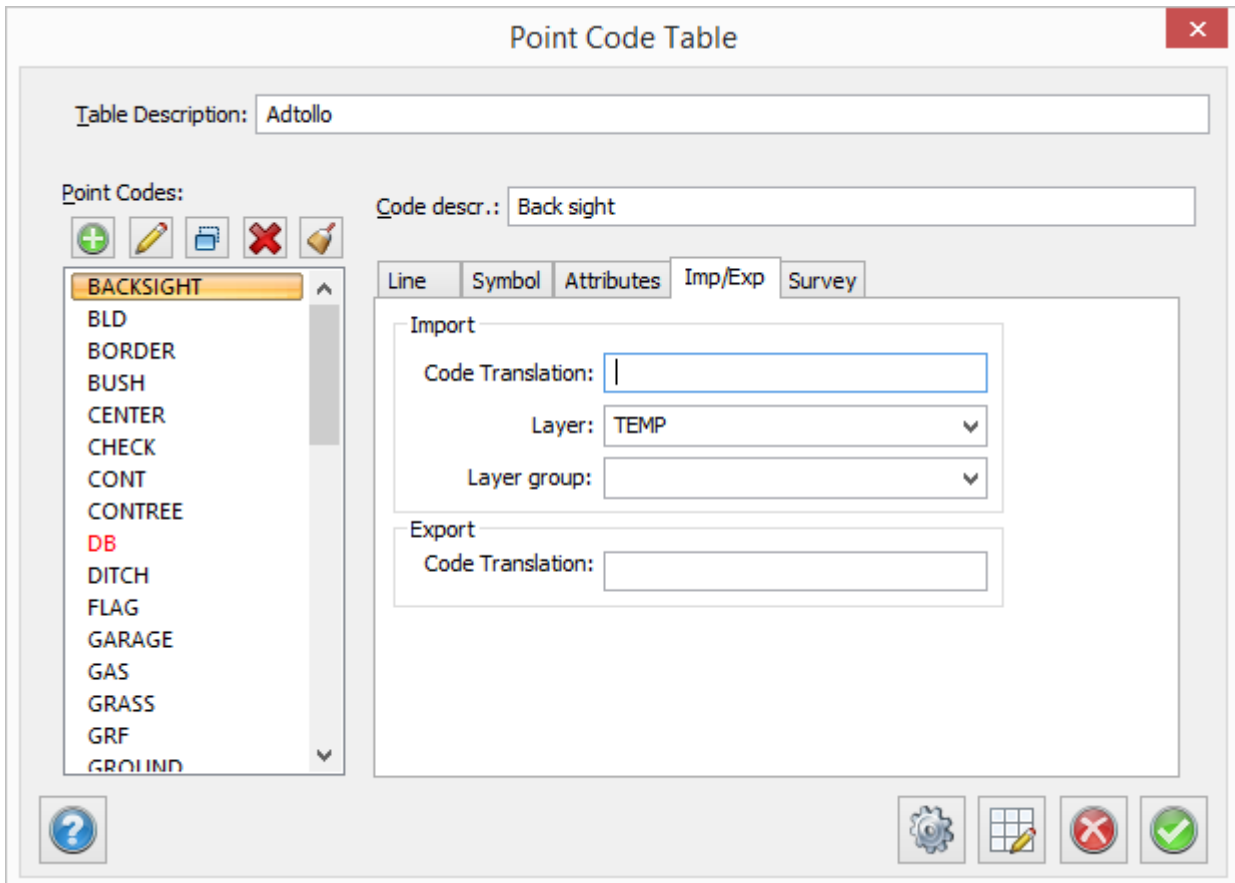 Point Code Table
Table Description: Adtollo
Point Codes:
Code descr.: Back sight
BACKSIGHT
BLD
BORDER
BUSH
CENTER
CHECK
CONT
CONTREE
DB
DITCH
FLAG
GARAGE
GAS
GRASS
GRF
GROUND
Line Symbol Attributes Imp/Exp Survey
Import
Code Translation:
Layer: TEMP
Layer group:
Export
Code Translation: